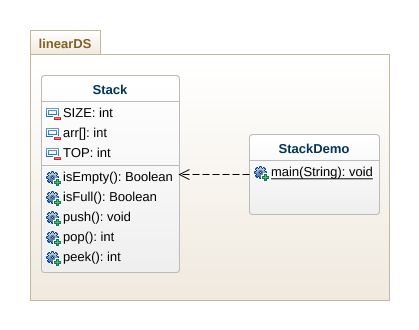 linearDS
Stack
SIZE: int
arr[]: int
TOP: int
isEmpty(): Boolean
isFull(): Boolean
push(): void
pop(): int
peek(): int
StackDemo
main(String): void